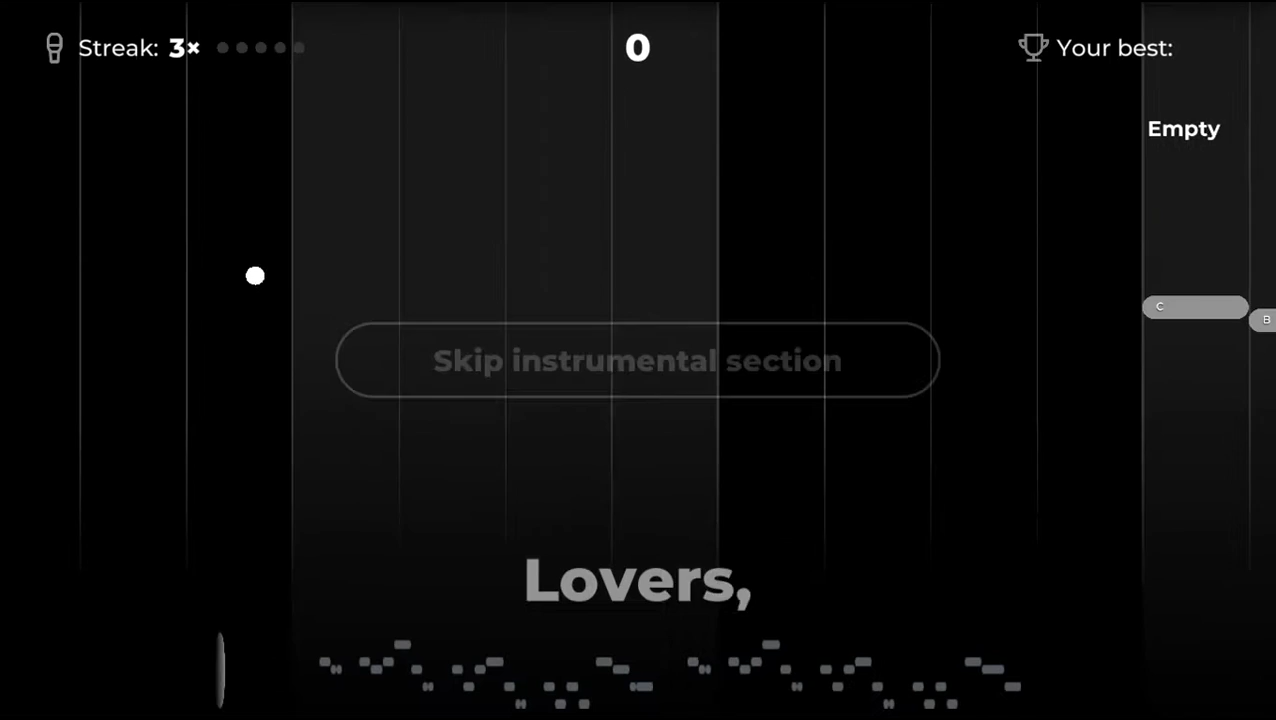 Streak: 3×
0
Your best:
Empty
C
B
Skip instrumental section
Lovers,